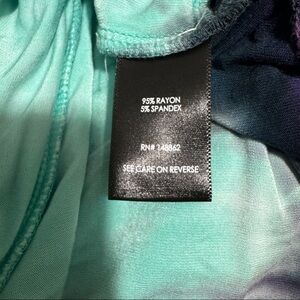 95% RAYON
5% SPANDEX
RN# 148862
SEE CARE ON REVERSE